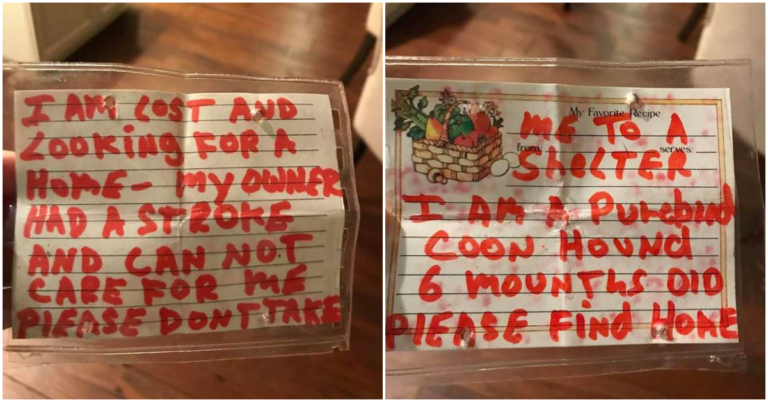 I AM LOST AND
LOOKING FOR A
HOME- MY OWNER
HAD A STROKE
AND CAN NOT
CARE FOR ME
PLEASE DONT TAKE
My Favorite Recipe
ME TO A
from: serves:
SHELTER
I AM A Purebred
COON HOUND
6 MOUNTHS OLD
PLEASE Find HOME